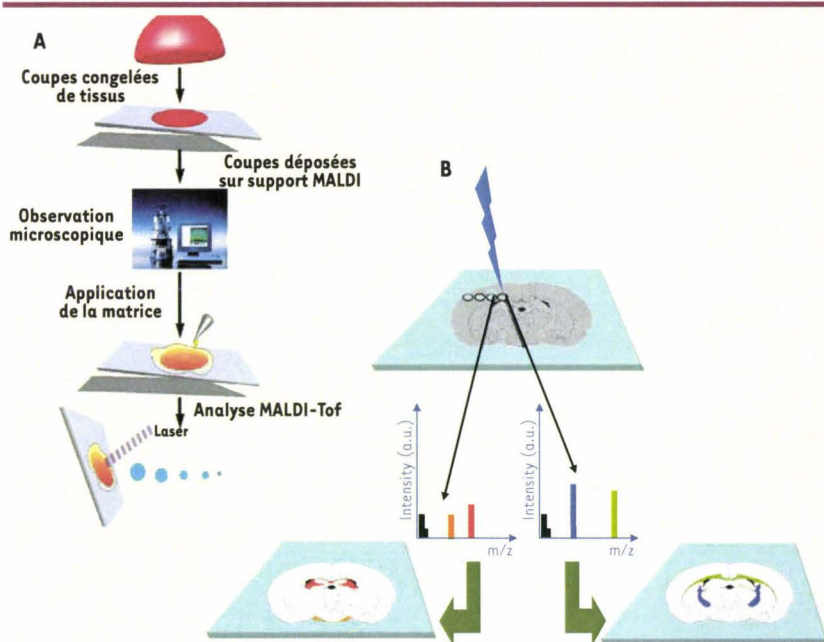 A
Coupes congelées
de tissus
Coupes déposées
sur support MALDI
Observation
microscopique
Application
de la matrice
Analyse MALDI-Tof
Laser
B
Intensity (a.u.)
m/z
Intensity (a.u.)
m/z